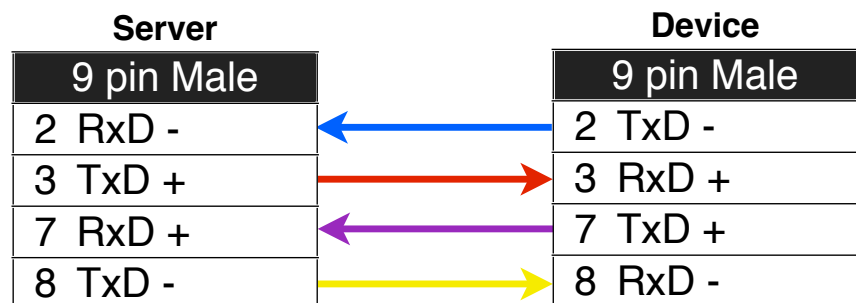 Server Device
9 pin Male 9 pin Male
2 RxD - 2 TxD -
3 TxD + 3 RxD +
7 RxD + 7 TxD +
8 TxD - 8 RxD -